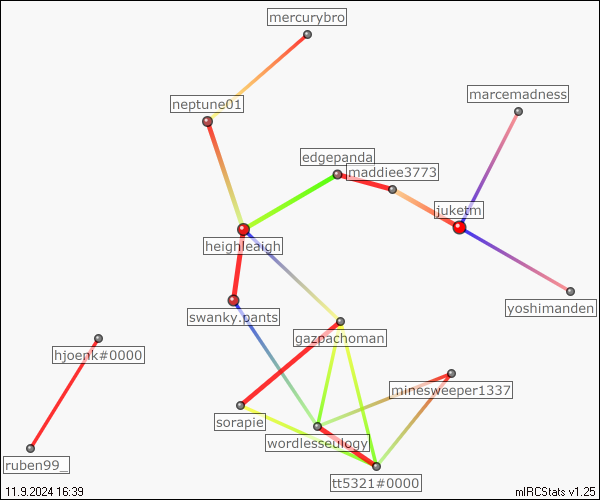 mercurybro
marcemadness
neptune01
edgepanda
maddiee3773
juketm
heighleaigh
swanky.pants
yoshimanden
gazpachoman
hjoenk#0000
minesweeper1337
sorapie
wordlesseulogy
ruben99_
tt5321#0000
11.9.2024 16:39
mIRCStats v1.25